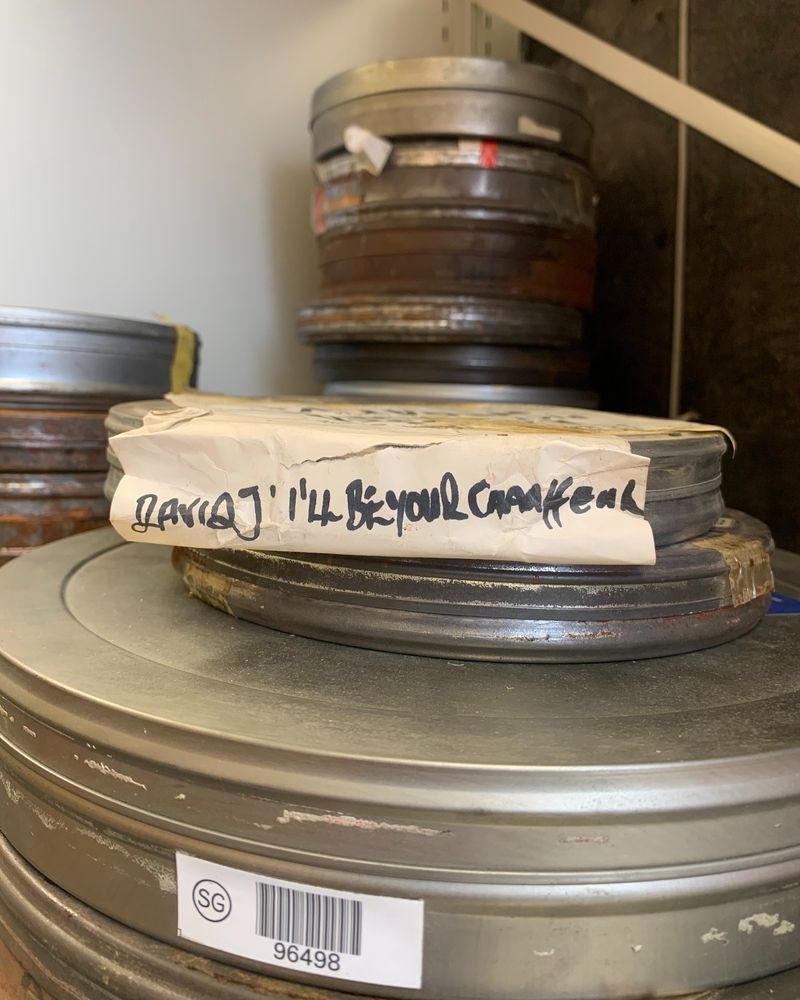 DAVID J' I'LL BE YOUR CHAUFFEUR
SG
96498